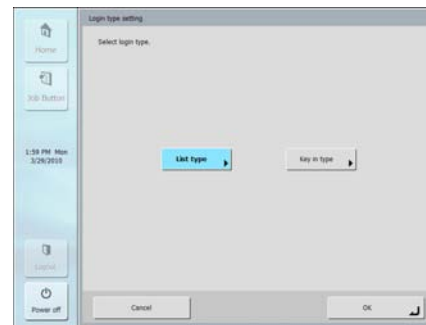 Login type setting
Select login type.
Home
Job Button
1:59 PM Mon
3/29/2010
List type
Key in type
Logout
Power off
Cancel
OK